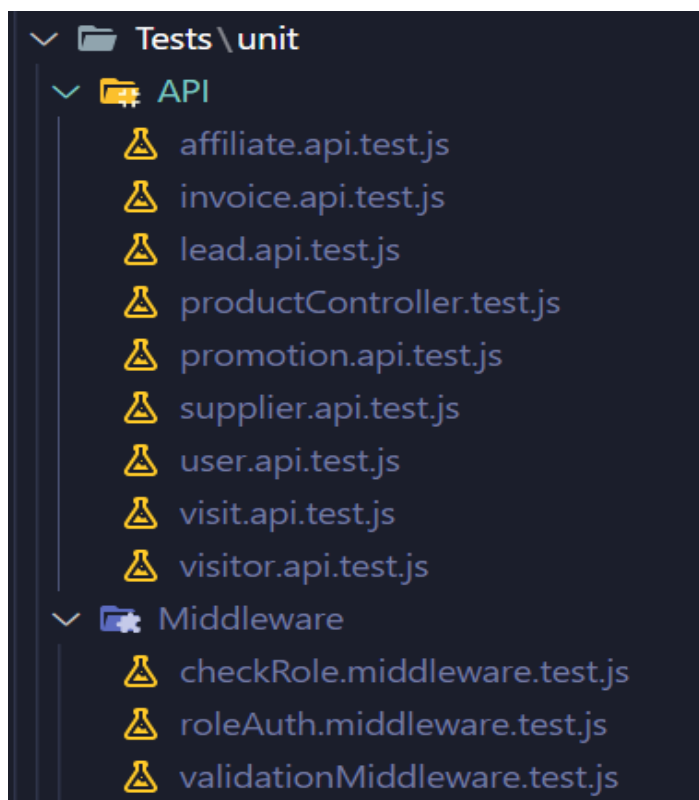 Tests\unit
API
affiliate.api.test.js
invoice.api.test.js
lead.api.test.js
productController.test.js
promotion.api.test.js
supplier.api.test.js
user.api.test.js
visit.api.test.js
visitor.api.test.js
Middleware
checkRole.middleware.test.js
roleAuth.middleware.test.js
validationMiddleware.test.js